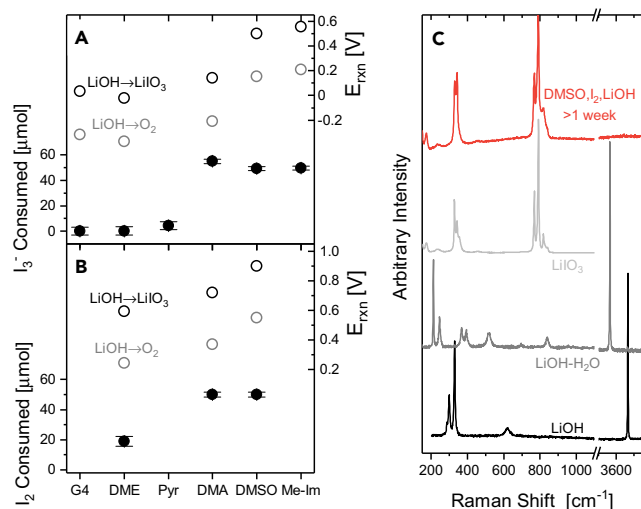 A
0.6
0.4
0.2
0
-0.2
E_rxn [V]
LiOH→LiIO₃
LiOH→O₂
60
40
20
0
I₃⁻ Consumed [μmol]
B
1.0
0.8
0.6
0.4
0.2
E_rxn [V]
LiOH→LiIO₃
LiOH→O₂
60
40
20
0
I₂ Consumed [μmol]
G4 DME Pyr DMA DMSO Me-Im
C
DMSO,I₂,LiOH
>1 week
LiIO₃
LiOH-H₂O
LiOH
Arbitrary Intensity
200 400 600 800 1000 3600
Raman Shift [cm⁻¹]